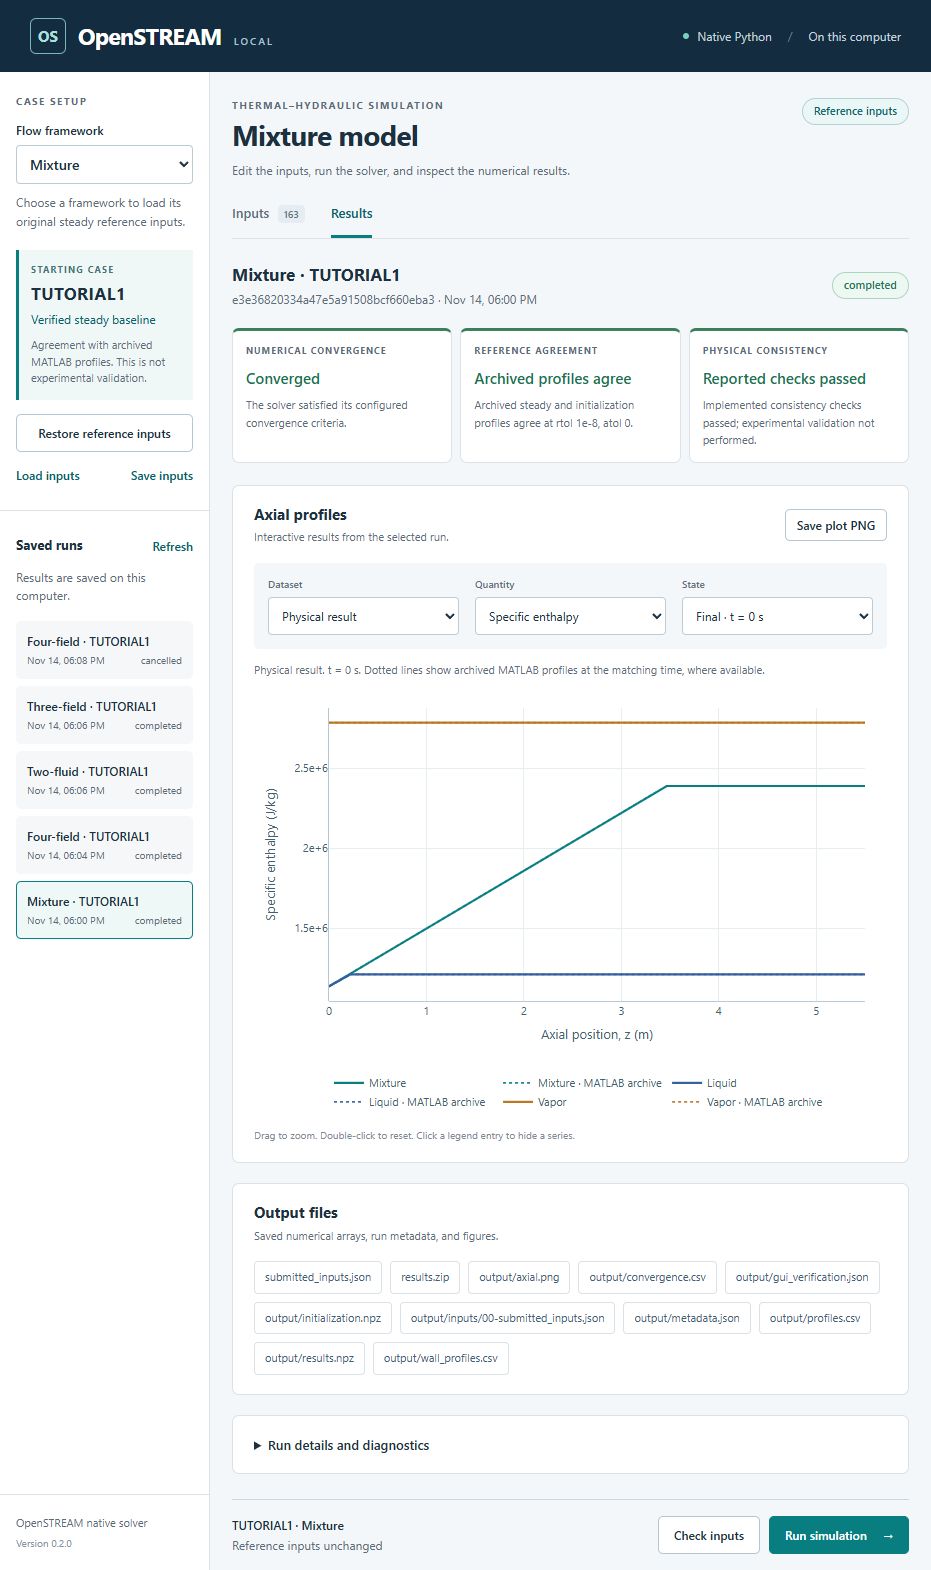 OS OpenSTREAM LOCAL
Native Python / On this computer
CASE SETUP
Flow framework
Mixture
Choose a framework to load its
original steady reference inputs.
STARTING CASE
TUTORIAL1
Verified steady baseline
Agreement with archived
MATLAB profiles. This is not
experimental validation.
Restore reference inputs
Load inputs Save inputs
Saved runs Refresh
Results are saved on this
computer.
Four-field · TUTORIAL1
Nov 14, 06:08 PM cancelled
Three-field · TUTORIAL1
Nov 14, 06:06 PM completed
Two-fluid · TUTORIAL1
Nov 14, 06:06 PM completed
Four-field · TUTORIAL1
Nov 14, 06:04 PM completed
Mixture · TUTORIAL1
Nov 14, 06:00 PM completed
OpenSTREAM native solver
Version 0.2.0
THERMAL–HYDRAULIC SIMULATION
Reference inputs
Mixture model
Edit the inputs, run the solver, and inspect the numerical results.
Inputs 163 Results
Mixture · TUTORIAL1
e3e36820334a47e5a91508bcf660eba3 · Nov 14, 06:00 PM
completed
NUMERICAL CONVERGENCE
Converged
The solver satisfied its configured
convergence criteria.
REFERENCE AGREEMENT
Archived profiles agree
Archived steady and initialization
profiles agree at rtol 1e-8, atol 0.
PHYSICAL CONSISTENCY
Reported checks passed
Implemented consistency checks
passed; experimental validation not
performed.
Axial profiles
Interactive results from the selected run.
Save plot PNG
Dataset Quantity State
Physical result Specific enthalpy Final · t = 0 s
Physical result. t = 0 s. Dotted lines show archived MATLAB profiles at the matching time, where available.
Specific enthalpy (J/kg)
2.5e+6
2e+6
1.5e+6
0 1 2 3 4 5
Axial position, z (m)
Mixture Mixture · MATLAB archive Liquid
Liquid · MATLAB archive Vapor Vapor · MATLAB archive
Drag to zoom. Double-click to reset. Click a legend entry to hide a series.
Output files
Saved numerical arrays, run metadata, and figures.
submitted_inputs.json results.zip output/axial.png output/convergence.csv output/gui_verification.json
output/initialization.npz output/inputs/00-submitted_inputs.json output/metadata.json output/profiles.csv
output/results.npz output/wall_profiles.csv
Run details and diagnostics
TUTORIAL1 · Mixture
Reference inputs unchanged
Check inputs Run simulation →